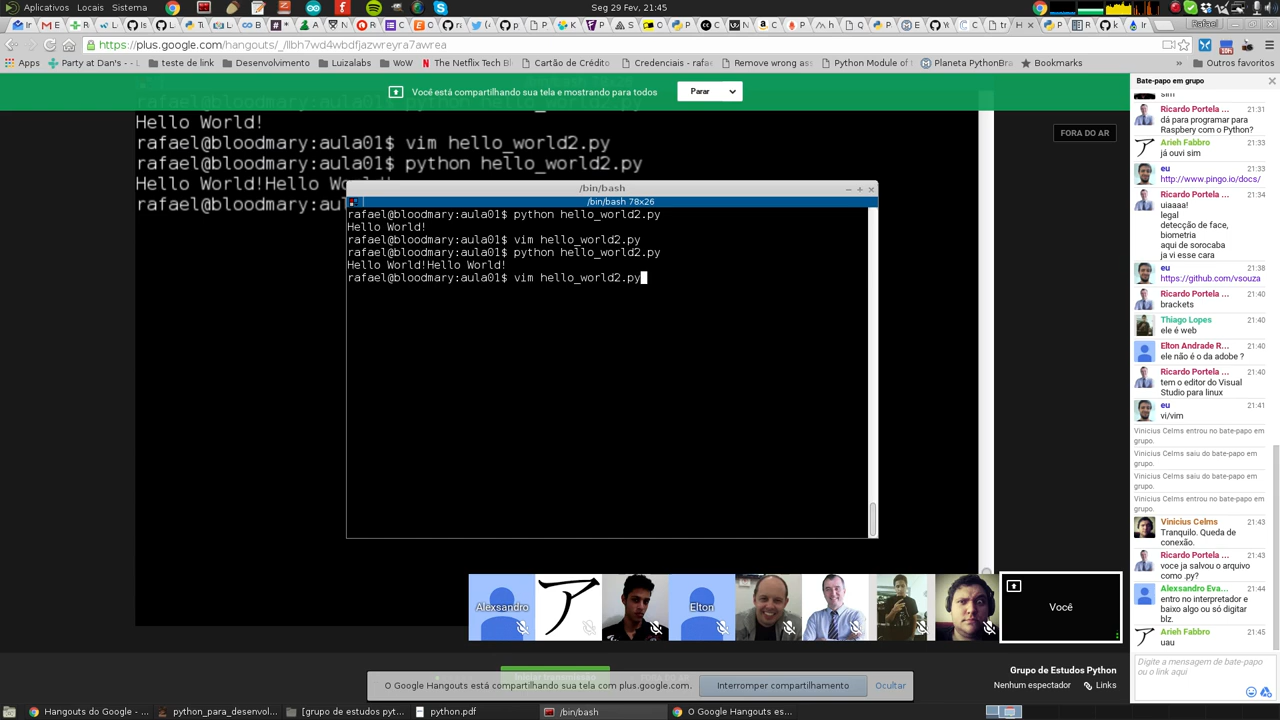 Aplicativos
Locais
Seg 29 Fev, 21:45
Rafael
https://plus.google.com/hangouts/_/llbh7wd4wbdfjazwreyra7awrea
Apps
Party at Dan's -...
teste de link
Desenvolvimento
Luizalabs
WoW
The Netflix Tech Bl...
Cartão de Crédito
Credenciais - rafae...
Remove wrong ass...
Python Module of t...
Planeta PythonBra...
Bookmarks
»
Outros favoritos
Você está compartilhando sua tela e mostrando para todos
Parar
FORA DO AR
Hello World!
rafael@bloodmary:aula01$ vim hello_world2.py
rafael@bloodmary:aula01$ python hello_world2.py
Hello World!Hello World!
rafael@bloodmary:au
/bin/bash
/bin/bash 78x26
rafael@bloodmary:aula01$ python hello_world2.py
Hello World!
rafael@bloodmary:aula01$ vim hello_world2.py
rafael@bloodmary:aula01$ python hello_world2.py
Hello World!Hello World!
rafael@bloodmary:aula01$ vim hello_world2.py
Alexsandro
Elton
Você
Grupo de Estudos Python
Nenhum espectador
Links
O Google Hangouts está compartilhando sua tela com plus.google.com.
Interromper compartilhamento
Ocultar
Bate-papo em grupo
sim
Ricardo Portela ... 21:31
dá para programar para
Raspbery com o Python?
Arieh Fabbro 21:33
já ouvi sim
eu 21:33
http://www.pingo.io/docs/
Ricardo Portela ... 21:34
uiaaaa!
legal
detecção de face,
biometria
aqui de sorocaba
ja vi esse cara
eu 21:38
https://github.com/vsouza
Ricardo Portela ... 21:40
brackets
Thiago Lopes 21:40
ele é web
Elton Andrade R... 21:40
ele não é o da adobe ?
Ricardo Portela ... 21:40
tem o editor do Visual
Studio para linux
eu 21:41
vi/vim
Vinicius Celms entrou no bate-papo em
grupo.
Vinicius Celms saiu do bate-papo em
grupo.
Vinicius Celms saiu do bate-papo em
grupo.
Vinicius Celms entrou no bate-papo em
grupo.
Vinicius Celms 21:43
Tranquilo. Queda de
conexão.
Ricardo Portela ... 21:43
voce ja salvou o arquivo
como .py?
Alexsandro Eva... 21:44
entro no interpretador e
baixo algo ou só digitar
blz.
Arieh Fabbro 21:45
uau
Digite a mensagem de bate-papo
ou o link aqui
Hangouts do Google - ...
python_para_desenvol...
[grupo de estudos pyt...
python.pdf
/bin/bash
O Google Hangouts es...